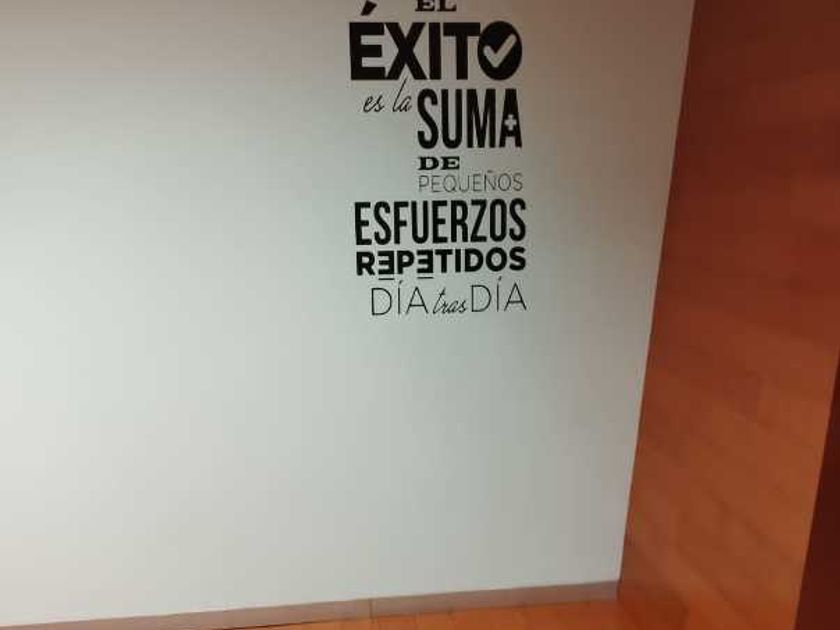 EL
ÉXITO
es la SUMA
DE
PEQUEÑOS
ESFUERZOS
REPETIDOS
DÍA tras DÍA